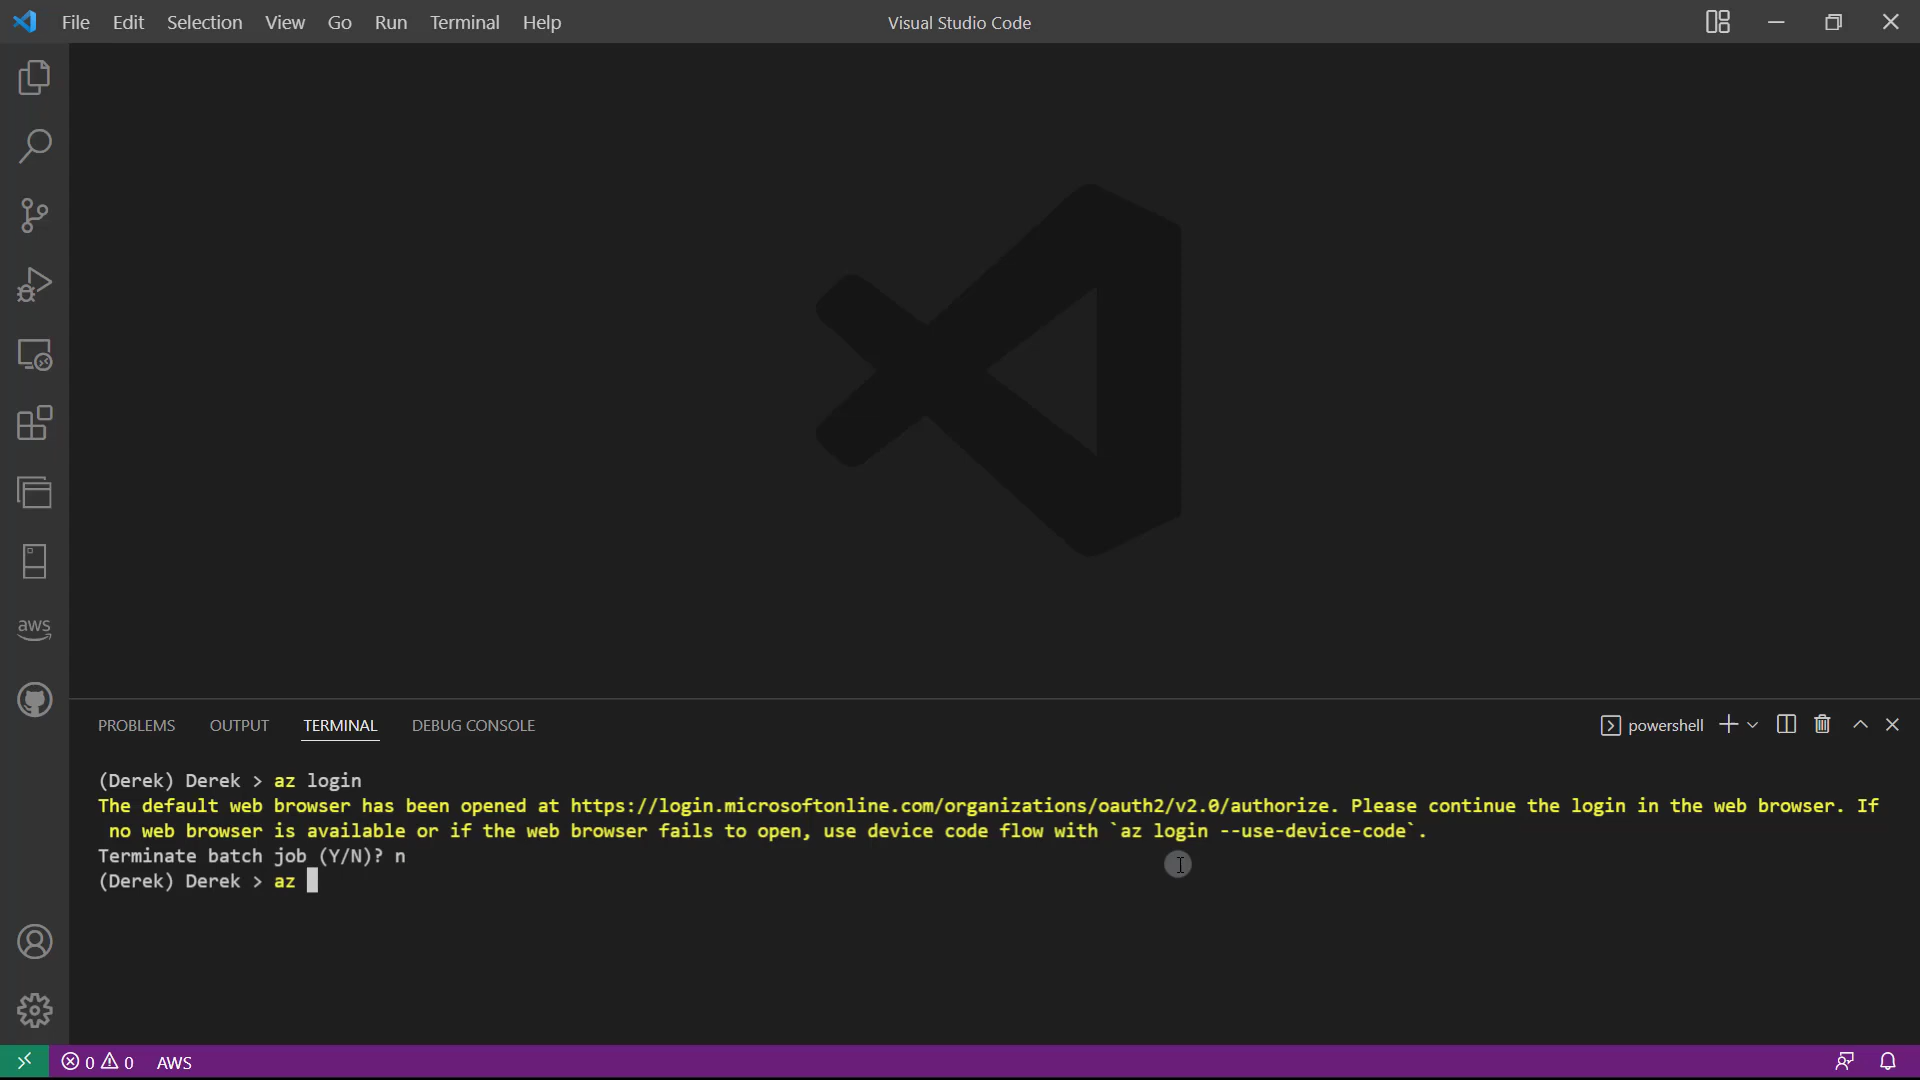 File Edit Selection View Go Run Terminal Help Visual Studio Code
aws
PROBLEMS OUTPUT TERMINAL DEBUG CONSOLE powershell
(Derek) Derek > az login
The default web browser has been opened at https://login.microsoftonline.com/organizations/oauth2/v2.0/authorize. Please continue the login in the web browser. If
no web browser is available or if the web browser fails to open, use device code flow with `az login --use-device-code`.
Terminate batch job (Y/N)? n
(Derek) Derek > az
0 0 AWS